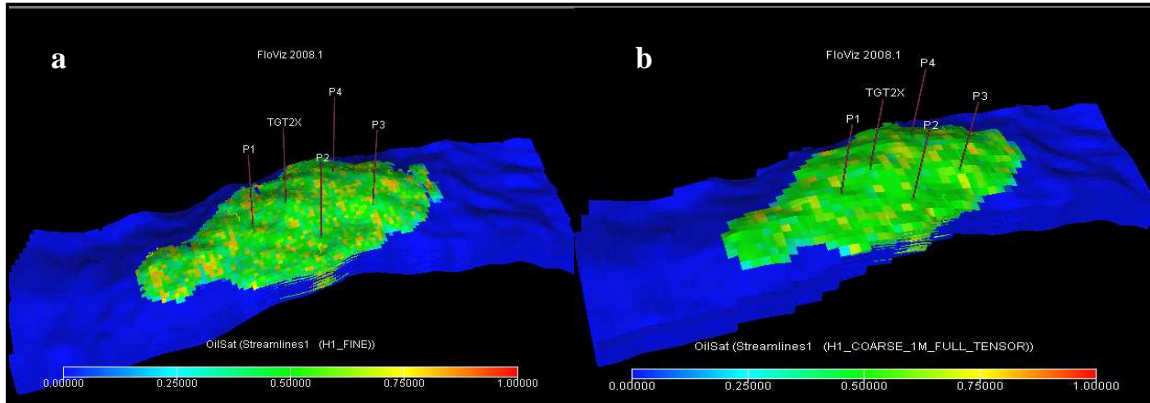 a
FloViz 2008.1
P4
TGT2X
P1
P2
P3
OilSat (Streamlines1 (H1_FINE))
0.00000 0.25000 0.50000 0.75000 1.00000
b
FloViz 2008.1
P4
TGT2X
P3
P1
P2
OilSat (Streamlines1 (H1_COARSE_1M_FULL_TENSOR))
0.00000 0.25000 0.50000 0.75000 1.00000